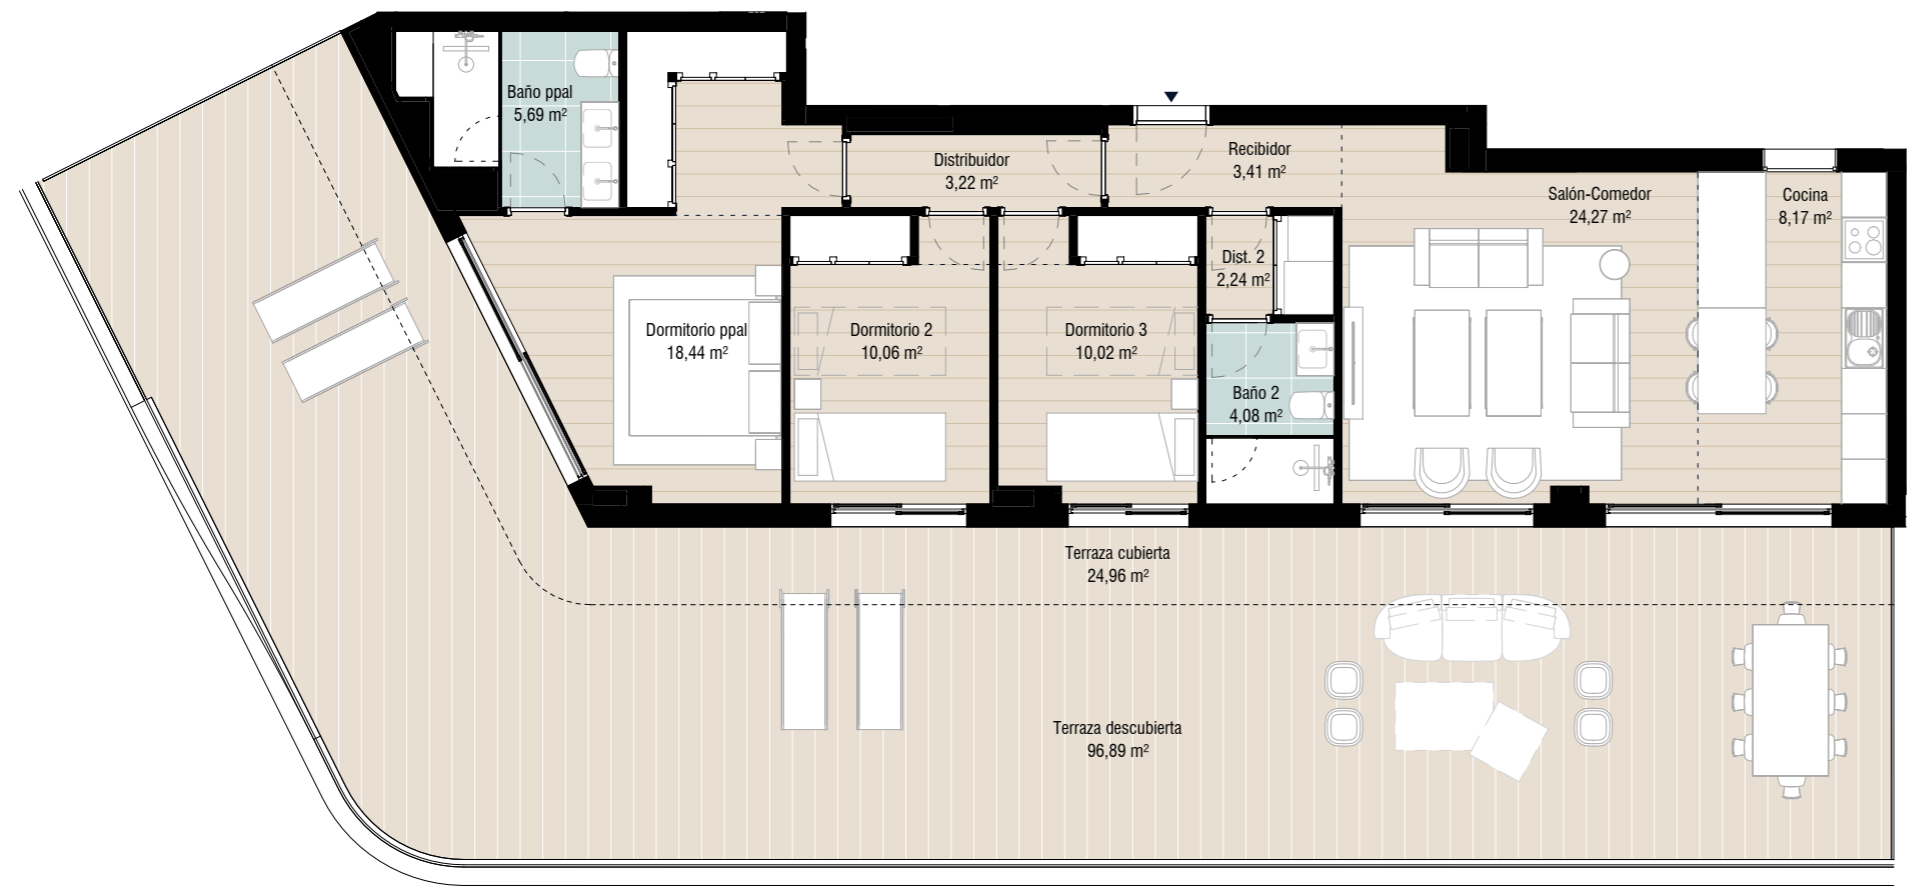 Baño ppal
5,69 m²
Distribuidor
3,22 m²
Recibidor
3,41 m²
Salón-Comedor
24,27 m²
Cocina
8,17 m²
Dist. 2
2,24 m²
Dormitorio ppal
18,44 m²
Dormitorio 2
10,06 m²
Dormitorio 3
10,02 m²
Baño 2
4,08 m²
Terraza cubierta
24,96 m²
Terraza descubierta
96,89 m²